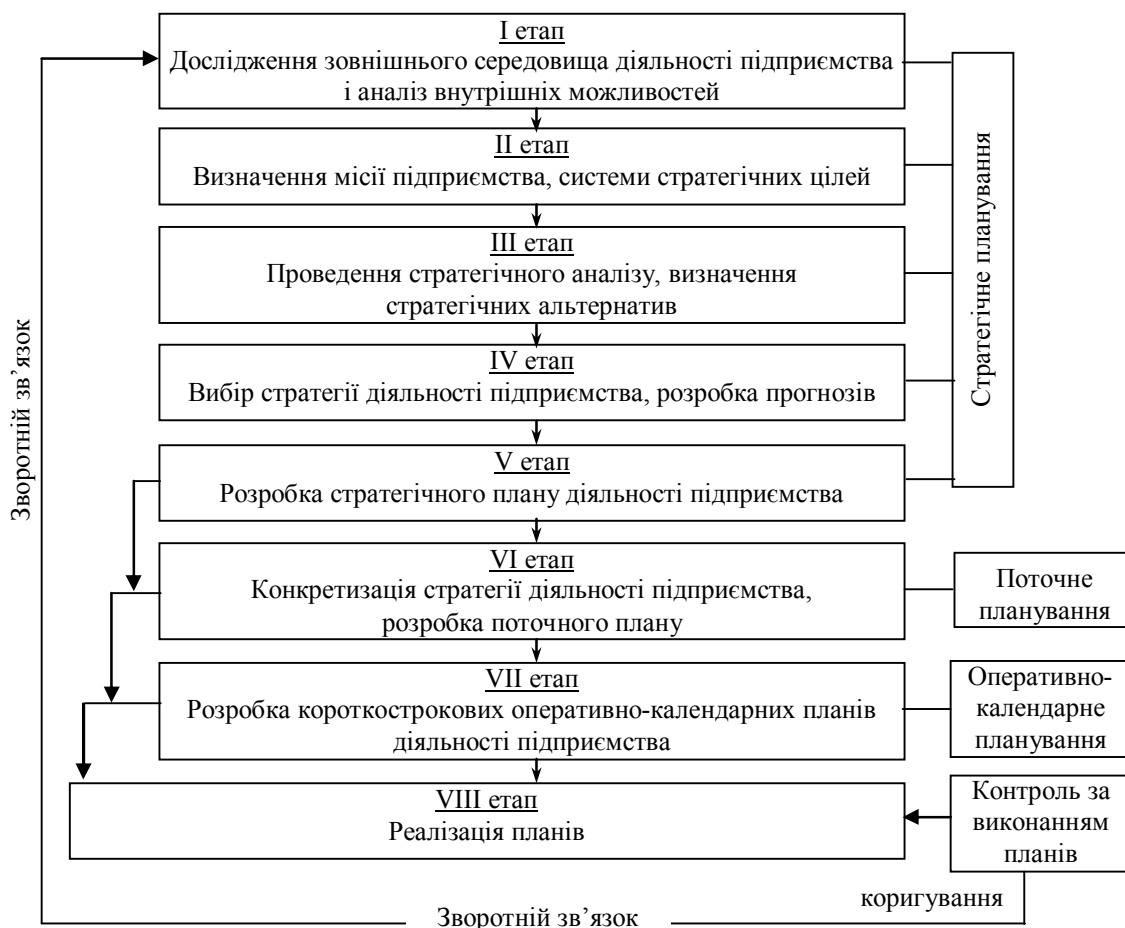 I етап
Дослідження зовнішнього середовища діяльності підприємства
і аналіз внутрішніх можливостей
II етап
Визначення місії підприємства, системи стратегічних цілей
III етап
Проведення стратегічного аналізу, визначення
стратегічних альтернатив
IV етап
Вибір стратегії діяльності підприємства, розробка прогнозів
V етап
Розробка стратегічного плану діяльності підприємства
Стратегічне планування
VI етап
Конкретизація стратегії діяльності підприємства,
розробка поточного плану
Поточне
планування
VII етап
Розробка короткострокових оперативно-календарних планів
діяльності підприємства
Оперативно-
календарне
планування
VIII етап
Реалізація планів
Контроль за
виконанням
планів
коригування
Зворотній зв’язок
Зворотній зв’язок